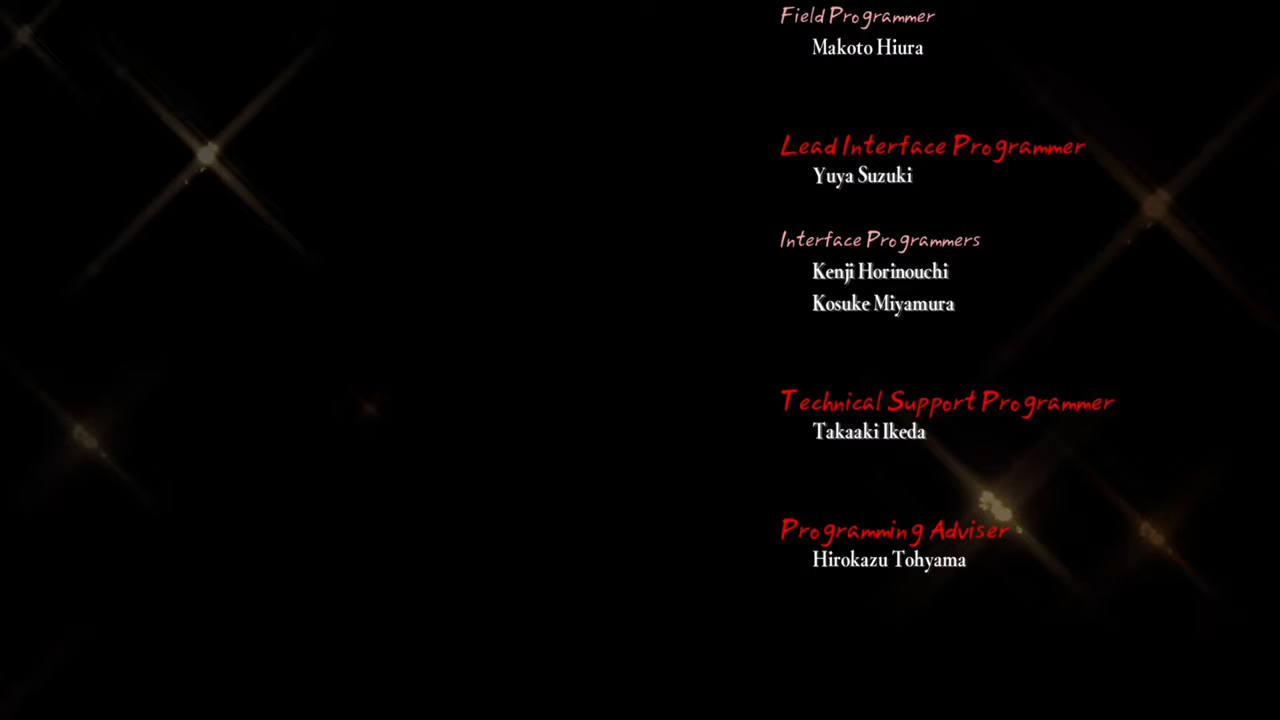 Field Programmer
Makoto Hiura
Lead Interface Programmer
Yuya Suzuki
Interface Programmers
Kenji Horinouchi
Kosuke Miyamura
Technical Support Programmer
Takaaki Ikeda
Programming Adviser
Hirokazu Tohyama